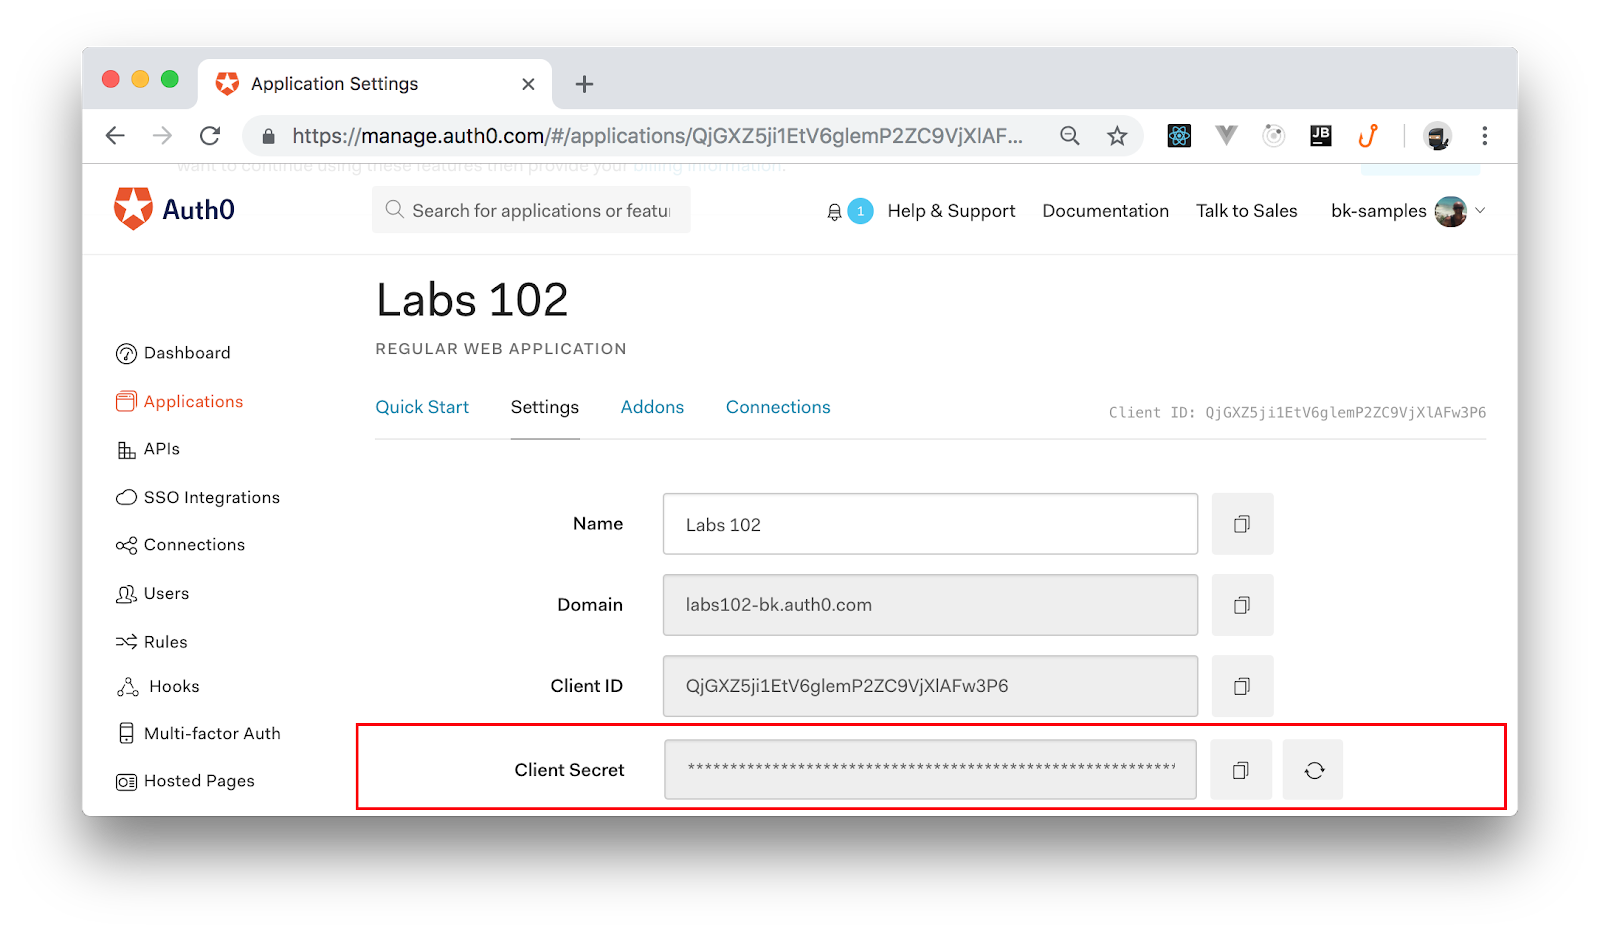 Application Settings
https://manage.auth0.com/#/applications/QjGXZ5ji1EtV6glemP2ZC9VjXlAF...
JB
want to continue using these features then provide your billing information.
Auth0
Search for applications or featu
1
Help & Support
Documentation
Talk to Sales
bk-samples
Labs 102
REGULAR WEB APPLICATION
Dashboard
Applications
APIs
SSO Integrations
Connections
Users
Rules
Hooks
Multi-factor Auth
Hosted Pages
Quick Start
Settings
Addons
Connections
Client ID: QjGXZ5ji1EtV6glemP2ZC9VjXlAFw3P6
Name
Labs 102
Domain
labs102-bk.auth0.com
Client ID
QjGXZ5ji1EtV6glemP2ZC9VjXlAFw3P6
Client Secret
**********************************************************